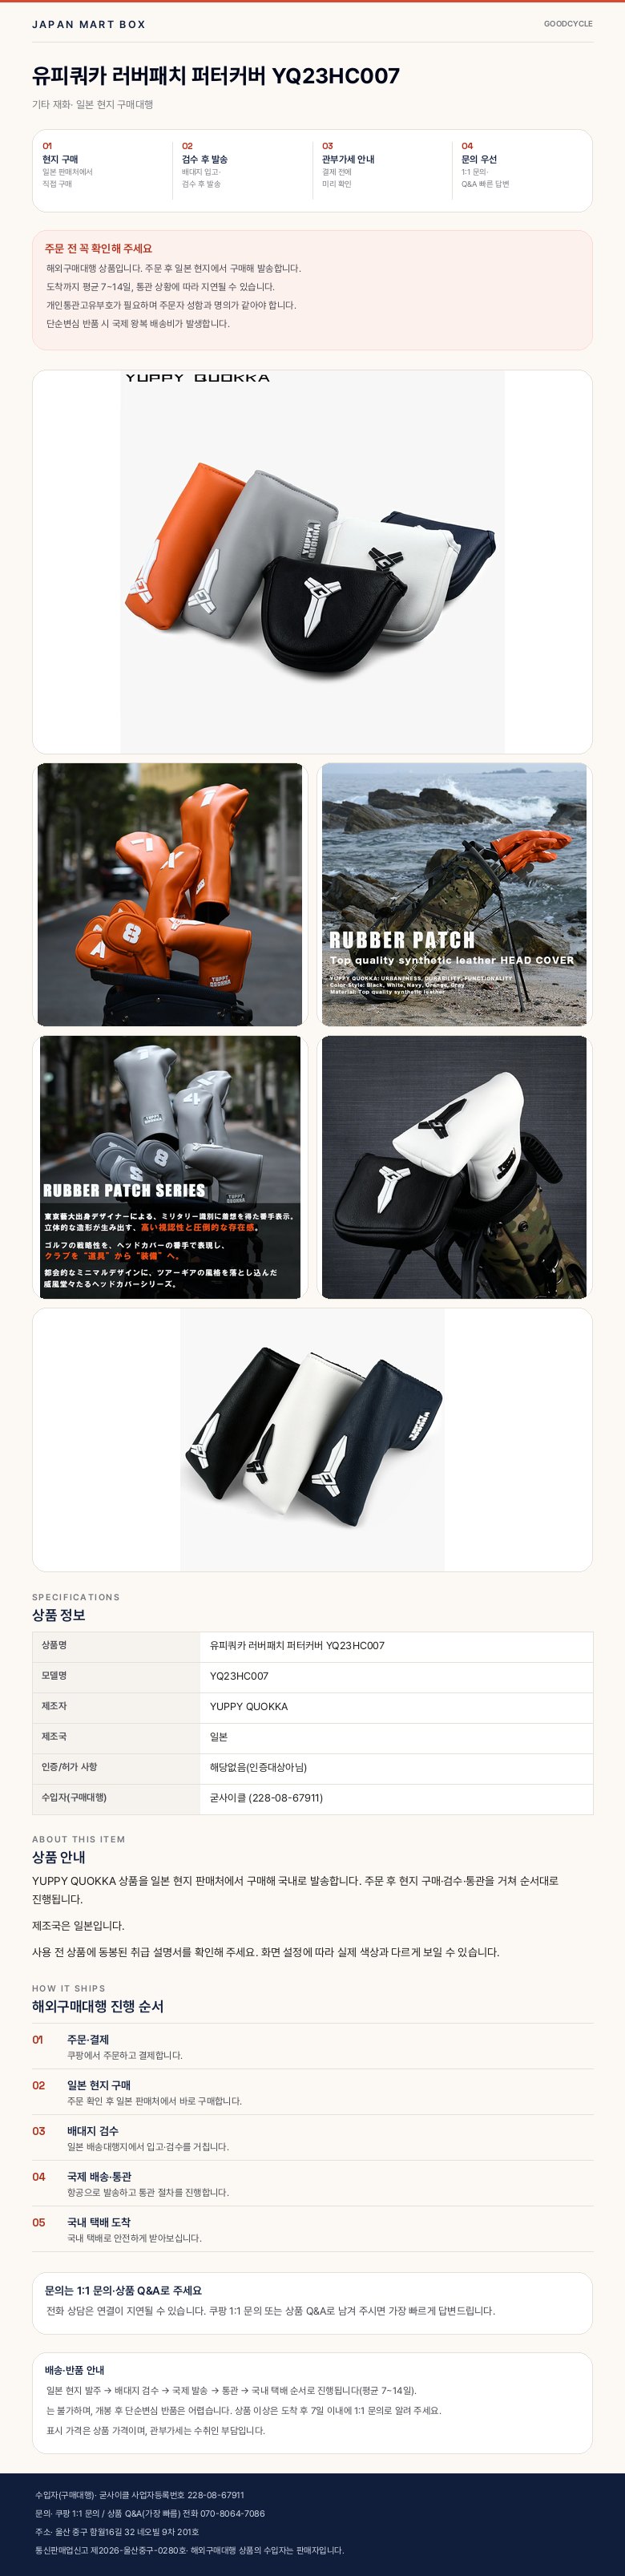 JAPAN MART BOX
GOODCYCLE
유피쿼카 러버패치 퍼터커버 YQ23HC007
기타 재화· 일본 현지 구매대행
01
현지 구매
일본 판매처에서
직접 구매
02
검수 후 발송
배대지 입고·
검수 후 발송
03
관부가세 안내
결제 전에
미리 확인
04
문의 우선
1:1 문의·
Q&A 빠른 답변
주문 전 꼭 확인해 주세요
해외구매대행 상품입니다. 주문 후 일본 현지에서 구매해 발송합니다.
도착까지 평균 7~14일, 통관 상황에 따라 지연될 수 있습니다.
개인통관고유부호가 필요하며 주문자 성함과 명의가 같아야 합니다.
단순변심 반품 시 국제 왕복 배송비가 발생합니다.
YUPPY QUOKKA
YUPPY QUOKKA
RUBBER PATCH
Top quality synthetic leather HEAD COVER
YUPPY QUOKKA: URBANNESS, DURABILITY, FUNCTIONALITY
Color Style: Black, White, Navy, Orange, Gray
Material: Top quality synthetic leather
RUBBER PATCH SERIES
東京藝大出身デザイナーによる、ミリタリー識別に着想を得た番手表示。
立体的な造形が生み出す、高い視認性と圧倒的な存在感。
ゴルフの戦略性を、ヘッドカバーの番手で表現し、
クラブを“道具”から“装備”へ。
都会的なミニマルデザインに、ツアーギアの風格を落とし込んだ
威風堂々たるヘッドカバーシリーズ。
SPECIFICATIONS
상품 정보
상품명
유피쿼카 러버패치 퍼터커버 YQ23HC007
모델명
YQ23HC007
제조자
YUPPY QUOKKA
제조국
일본
인증/허가 사항
해당없음(인증대상아님)
수입자(구매대행)
굳사이클 (228-08-67911)
ABOUT THIS ITEM
상품 안내
YUPPY QUOKKA 상품을 일본 현지 판매처에서 구매해 국내로 발송합니다. 주문 후 현지 구매·검수·통관을 거쳐 순서대로
진행됩니다.
제조국은 일본입니다.
사용 전 상품에 동봉된 취급 설명서를 확인해 주세요. 화면 설정에 따라 실제 색상과 다르게 보일 수 있습니다.
HOW IT SHIPS
해외구매대행 진행 순서
01
주문·결제
쿠팡에서 주문하고 결제합니다.
02
일본 현지 구매
주문 확인 후 일본 판매처에서 바로 구매합니다.
03
배대지 검수
일본 배송대행지에서 입고·검수를 거칩니다.
04
국제 배송·통관
항공으로 발송하고 통관 절차를 진행합니다.
05
국내 택배 도착
국내 택배로 안전하게 받아보십니다.
문의는 1:1 문의·상품 Q&A로 주세요
전화 상담은 연결이 지연될 수 있습니다. 쿠팡 1:1 문의 또는 상품 Q&A로 남겨 주시면 가장 빠르게 답변드립니다.
배송·반품 안내
일본 현지 발주 → 배대지 검수 → 국제 발송 → 통관 → 국내 택배 순서로 진행됩니다(평균 7~14일).
는 불가하며, 개봉 후 단순변심 반품은 어렵습니다. 상품 이상은 도착 후 7일 이내에 1:1 문의로 알려 주세요.
표시 가격은 상품 가격이며, 관부가세는 수취인 부담입니다.
수입자(구매대행)· 굳사이클 사업자등록번호 228-08-67911
문의· 쿠팡 1:1 문의 / 상품 Q&A(가장 빠름) 전화 070-8064-7086
주소· 울산 중구 함월16길 32 네오빌 9차 201호
통신판매업신고 제2026-울산중구-0280호· 해외구매대행 상품의 수입자는 판매자입니다.